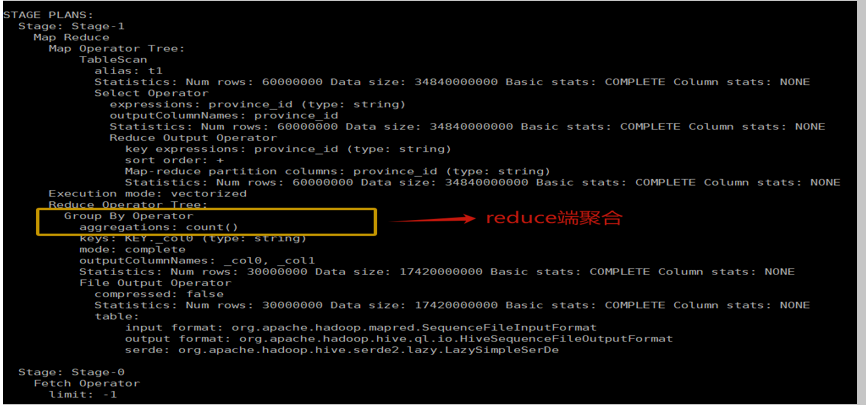 STAGE PLANS:
Stage: Stage-1
Map Reduce
Map Operator Tree:
TableScan
alias: t1
Statistics: Num rows: 60000000 Data size: 34840000000 Basic stats: COMPLETE Column stats: NONE
Select Operator
expressions: province_id (type: string)
outputColumnNames: province_id
Statistics: Num rows: 60000000 Data size: 34840000000 Basic stats: COMPLETE Column stats: NONE
Reduce Output Operator
key expressions: province_id (type: string)
sort order: +
Map-reduce partition columns: province_id (type: string)
Statistics: Num rows: 60000000 Data size: 34840000000 Basic stats: COMPLETE Column stats: NONE
Execution mode: vectorized
Reduce Operator Tree:
Group By Operator
aggregations: count()
reduce端聚合
keys: KEY._col0 (type: string)
mode: complete
outputColumnNames: _col0, _col1
Statistics: Num rows: 30000000 Data size: 17420000000 Basic stats: COMPLETE Column stats: NONE
File Output Operator
compressed: false
Statistics: Num rows: 30000000 Data size: 17420000000 Basic stats: COMPLETE Column stats: NONE
table:
input format: org.apache.hadoop.mapred.SequenceFileInputFormat
output format: org.apache.hadoop.hive.ql.io.HiveSequenceFileOutputFormat
serde: org.apache.hadoop.hive.serde2.lazy.LazySimpleSerDe
Stage: Stage-0
Fetch Operator
limit: -1